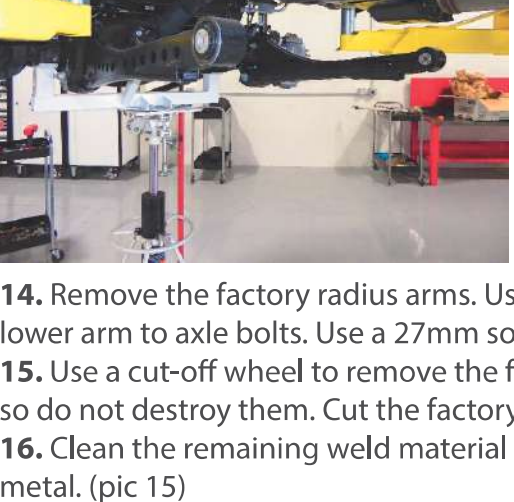 14. Remove the factory radius arms. Us
lower arm to axle bolts. Use a 27mm so
15. Use a cut-off wheel to remove the f
so do not destroy them. Cut the factory
16. Clean the remaining weld material
metal. (pic 15)